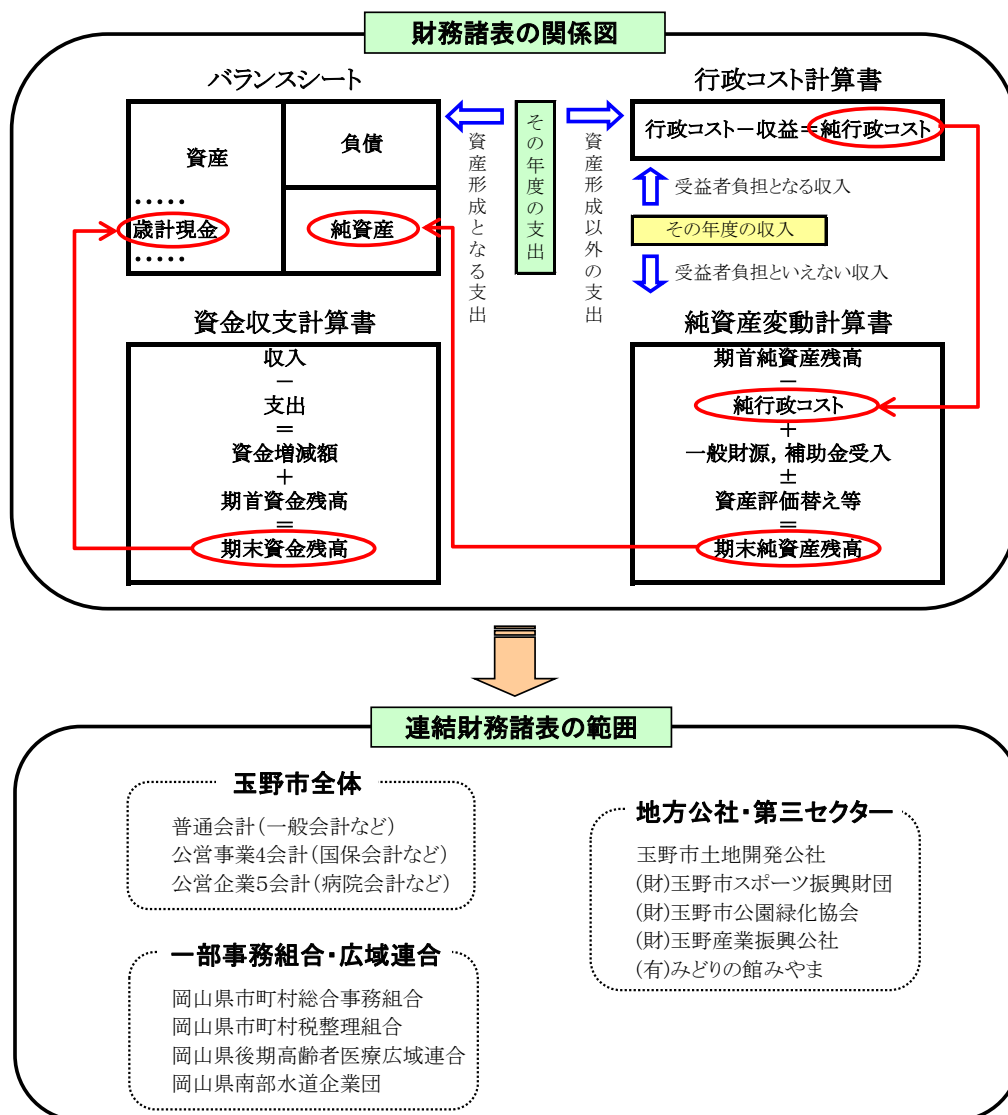 財務諸表の関係図
バランスシート
資産
負債
・・・・・
歳計現金
・・・・・
純資産
資産形成となる支出
その年度の支出
資産形成以外の支出
行政コスト計算書
行政コスト－収益＝純行政コスト
受益者負担となる収入
その年度の収入
受益者負担といえない収入
資金収支計算書
収入
－
支出
＝
資金増減額
＋
期首資金残高
＝
期末資金残高
純資産変動計算書
期首純資産残高
－
純行政コスト
＋
一般財源，補助金受入
±
資産評価替え等
＝
期末純資産残高
連結財務諸表の範囲
玉野市全体
普通会計（一般会計など）
公営事業4会計（国保会計など）
公営企業5会計（病院会計など）
一部事務組合・広域連合
岡山県市町村総合事務組合
岡山県市町村税整理組合
岡山県後期高齢者医療広域連合
岡山県南部水道企業団
地方公社・第三セクター
玉野市土地開発公社
(財)玉野市スポーツ振興財団
(財)玉野市公園緑化協会
(財)玉野産業振興公社
(有)みどりの館みやま